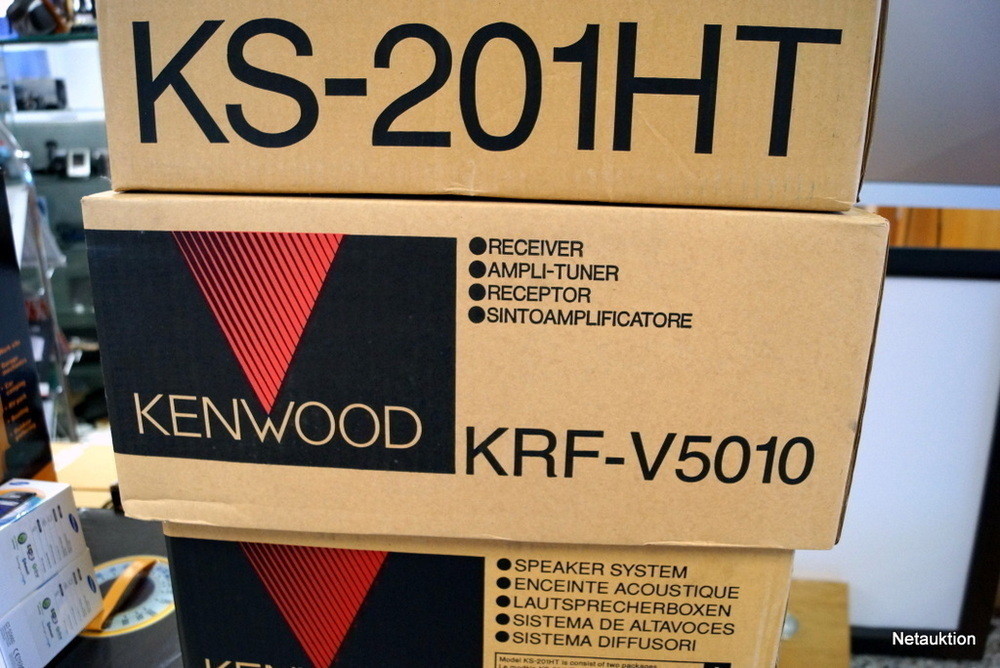 KS-201HT
KENWOOD
●RECEIVER
●AMPLI-TUNER
●RECEPTOR
●SINTOAMPLIFICATORE
KRF-V5010
●SPEAKER SYSTEM
●ENCEINTE ACOUSTIQUE
●LAUTSPRECHERBOXEN
●SISTEMA DE ALTAVOCES
●SISTEMA DIFFUSORI
Model KS-201HT is consist of two packages
Netauktion